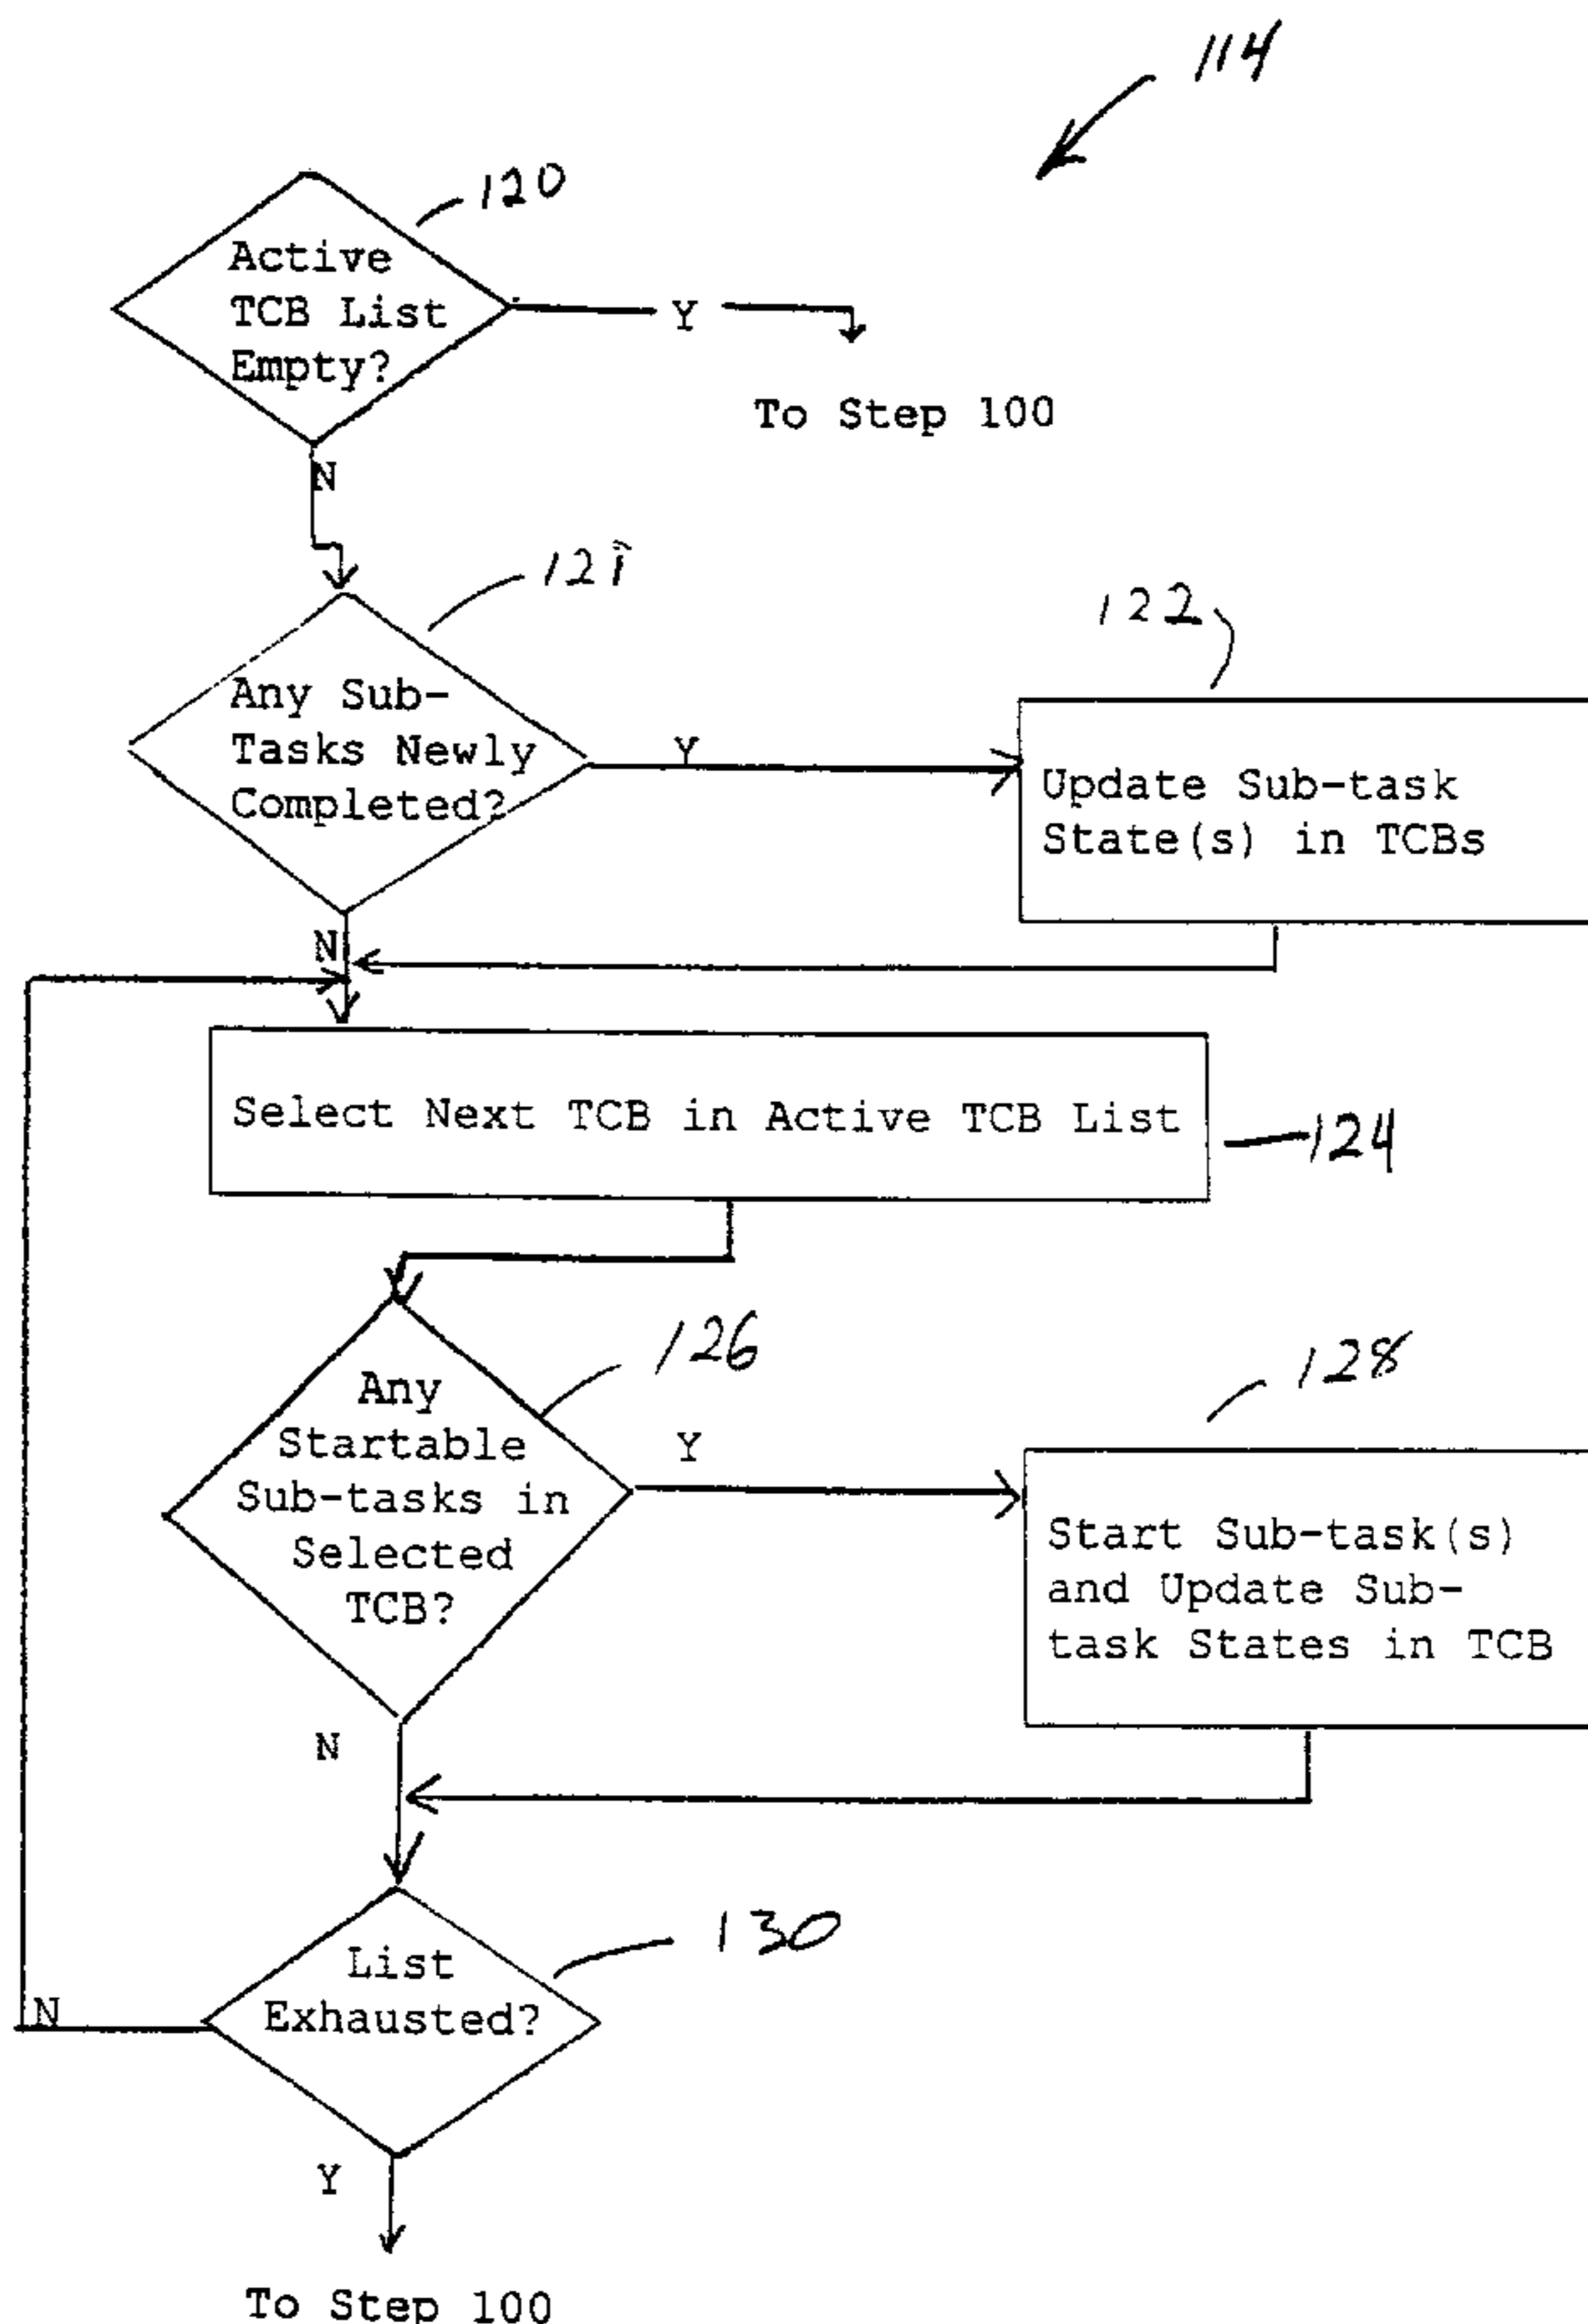 114
120
Active
TCB List
Empty?
Y
To Step 100
N
121
122
Any Sub-
Tasks Newly
Completed?
Y
Update Sub-task
State(s) in TCBs
N
Select Next TCB in Active TCB List
124
126
128
Any
Startable
Sub-tasks in
Selected
TCB?
Y
Start Sub-task(s)
and Update Sub-
task States in TCB
N
130
List
Exhausted?
N
Y
To Step 100